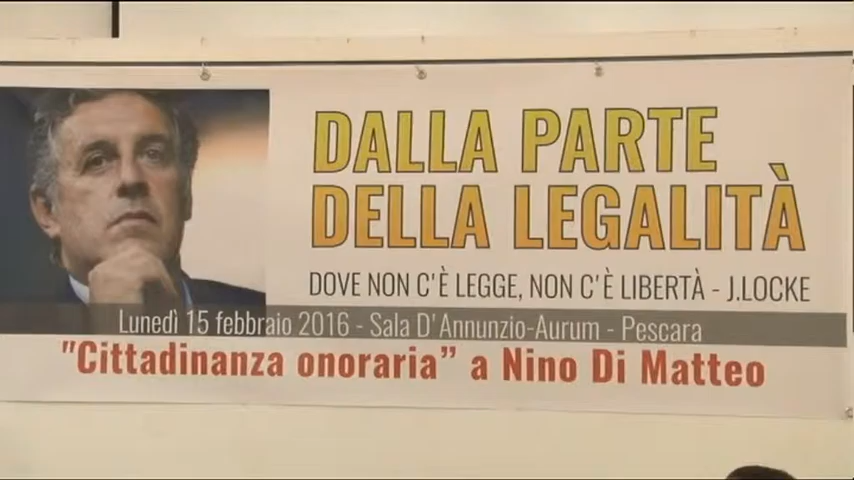 DALLA PARTE
DELLA LEGALITÀ
DOVE NON C'È LEGGE, NON C'È LIBERTÀ - J.LOCKE
Lunedì 15 febbraio 2016 - Sala D'Annunzio-Aurum - Pescara
"Cittadinanza onoraria” a Nino Di Matteo